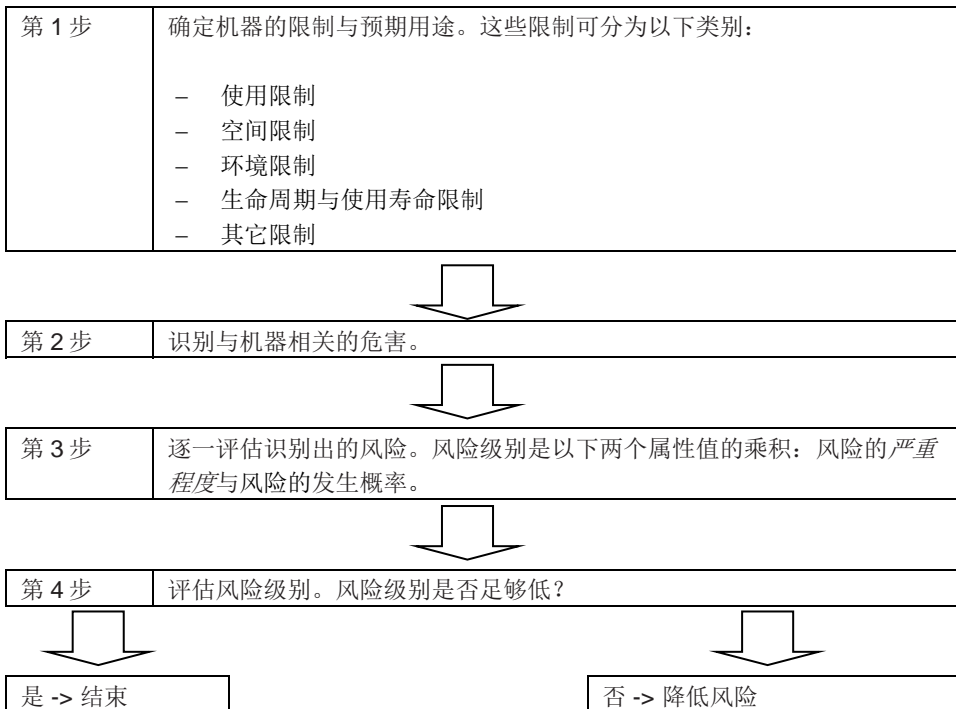 第 1 步
确定机器的限制与预期用途。这些限制可分为以下类别：
– 使用限制
– 空间限制
– 环境限制
– 生命周期与使用寿命限制
– 其它限制
第 2 步
识别与机器相关的危害。
第 3 步
逐一评估识别出的风险。风险级别是以下两个属性值的乘积：风险的严重
程度与风险的发生概率。
第 4 步
评估风险级别。风险级别是否足够低？
是 -> 结束
否 -> 降低风险